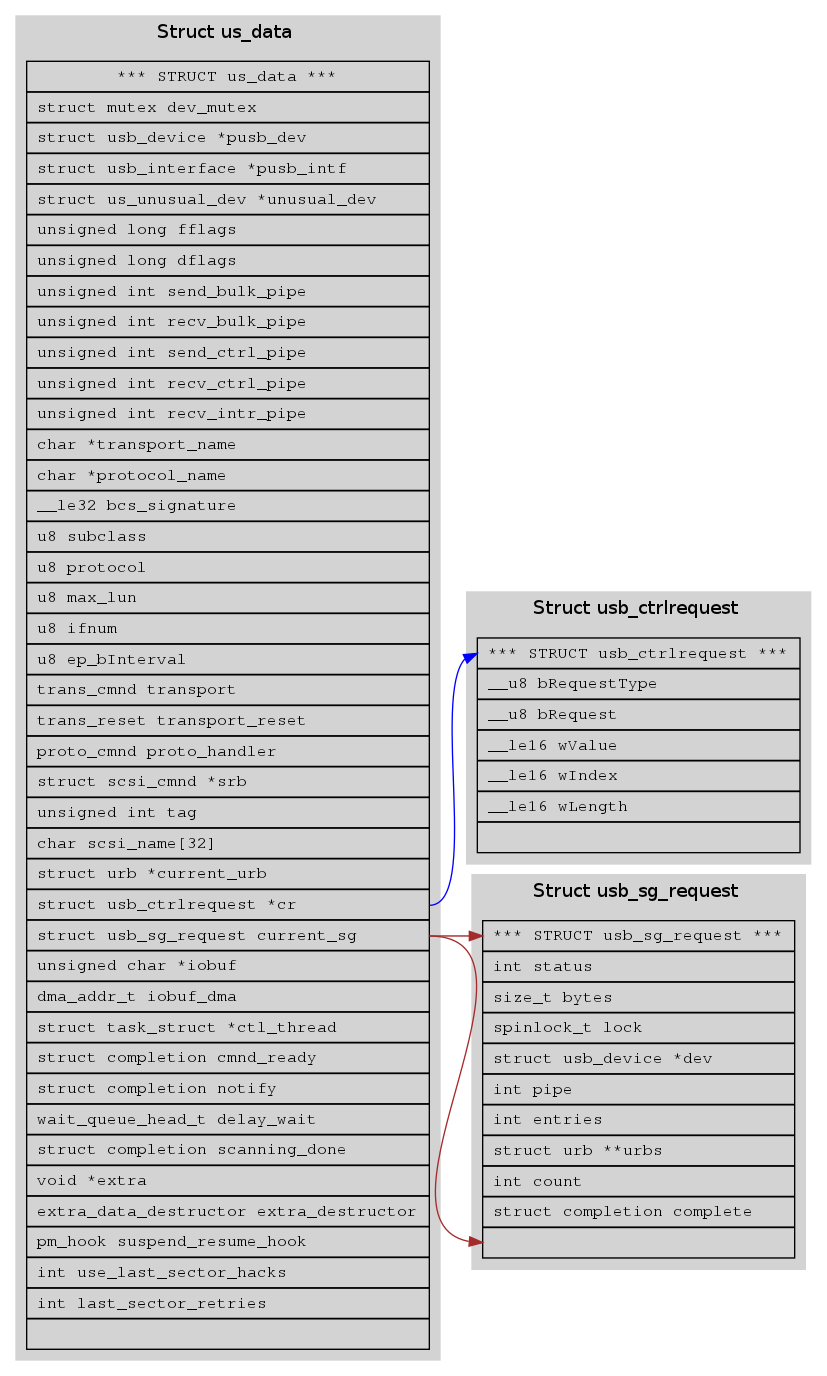 Struct us_data
*** STRUCT us_data ***
struct mutex dev_mutex
struct usb_device *pusb_dev
struct usb_interface *pusb_intf
struct us_unusual_dev *unusual_dev
unsigned long fflags
unsigned long dflags
unsigned int send_bulk_pipe
unsigned int recv_bulk_pipe
unsigned int send_ctrl_pipe
unsigned int recv_ctrl_pipe
unsigned int recv_intr_pipe
char *transport_name
char *protocol_name
__le32 bcs_signature
u8 subclass
u8 protocol
u8 max_lun
u8 ifnum
u8 ep_bInterval
trans_cmnd transport
trans_reset transport_reset
proto_cmnd proto_handler
struct scsi_cmnd *srb
unsigned int tag
char scsi_name[32]
struct urb *current_urb
struct usb_ctrlrequest *cr
struct usb_sg_request current_sg
unsigned char *iobuf
dma_addr_t iobuf_dma
struct task_struct *ctl_thread
struct completion cmnd_ready
struct completion notify
wait_queue_head_t delay_wait
struct completion scanning_done
void *extra
extra_data_destructor extra_destructor
pm_hook suspend_resume_hook
int use_last_sector_hacks
int last_sector_retries
Struct usb_ctrlrequest
*** STRUCT usb_ctrlrequest ***
__u8 bRequestType
__u8 bRequest
__le16 wValue
__le16 wIndex
__le16 wLength
Struct usb_sg_request
*** STRUCT usb_sg_request ***
int status
size_t bytes
spinlock_t lock
struct usb_device *dev
int pipe
int entries
struct urb **urbs
int count
struct completion complete